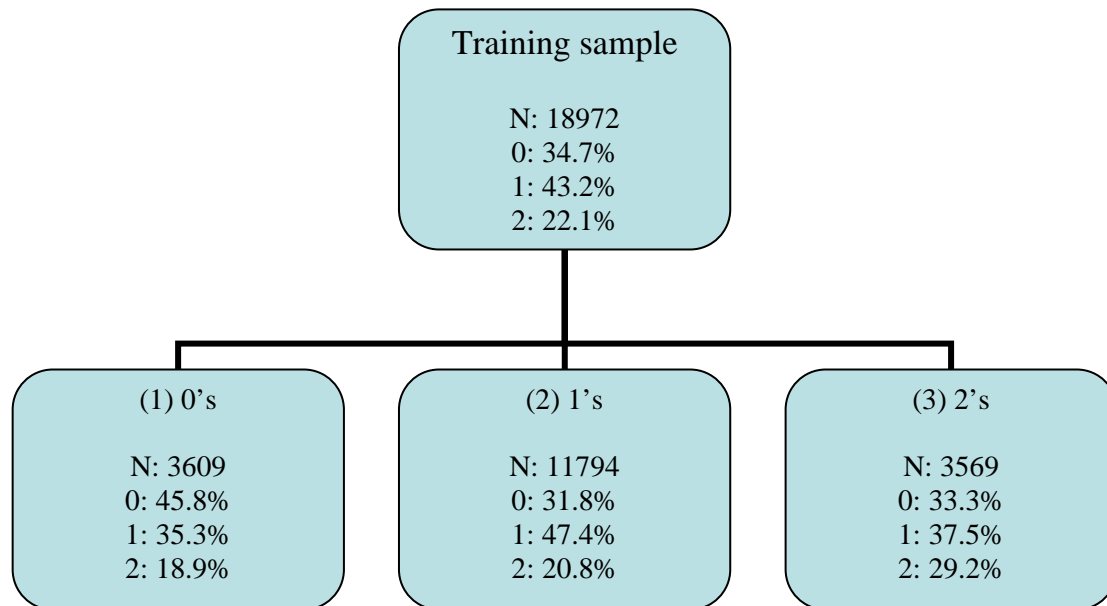 Training sample
N: 18972
0: 34.7%
1: 43.2%
2: 22.1%
(1) 0’s
N: 3609
0: 45.8%
1: 35.3%
2: 18.9%
(2) 1’s
N: 11794
0: 31.8%
1: 47.4%
2: 20.8%
(3) 2’s
N: 3569
0: 33.3%
1: 37.5%
2: 29.2%